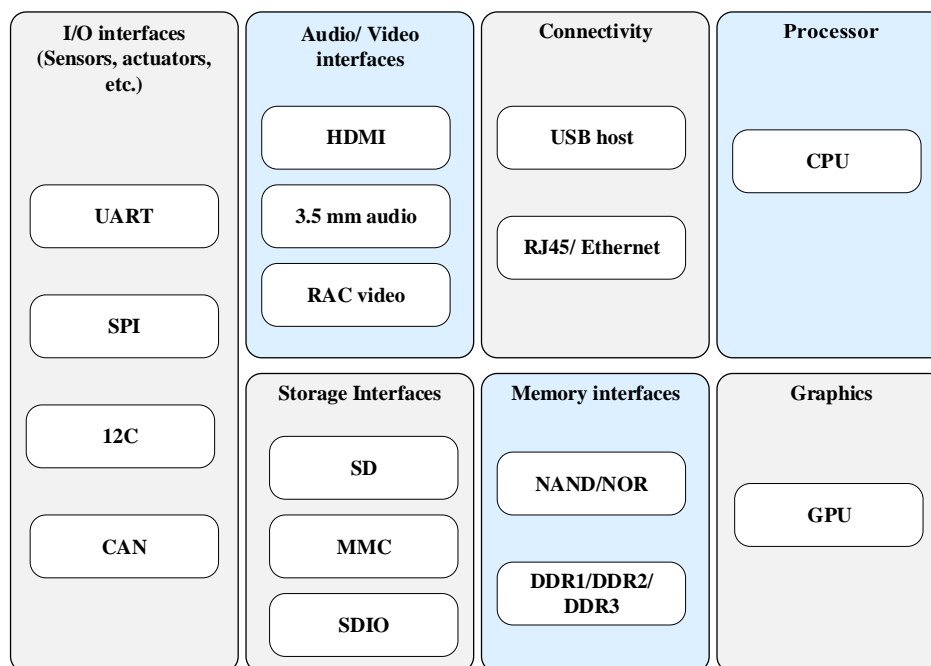 I/O interfaces
(Sensors, actuators,
etc.)
UART
SPI
12C
CAN
Audio/ Video
interfaces
HDMI
3.5 mm audio
RAC video
Connectivity
USB host
RJ45/ Ethernet
Processor
CPU
Storage Interfaces
SD
MMC
SDIO
Memory interfaces
NAND/NOR
DDR1/DDR2/
DDR3
Graphics
GPU